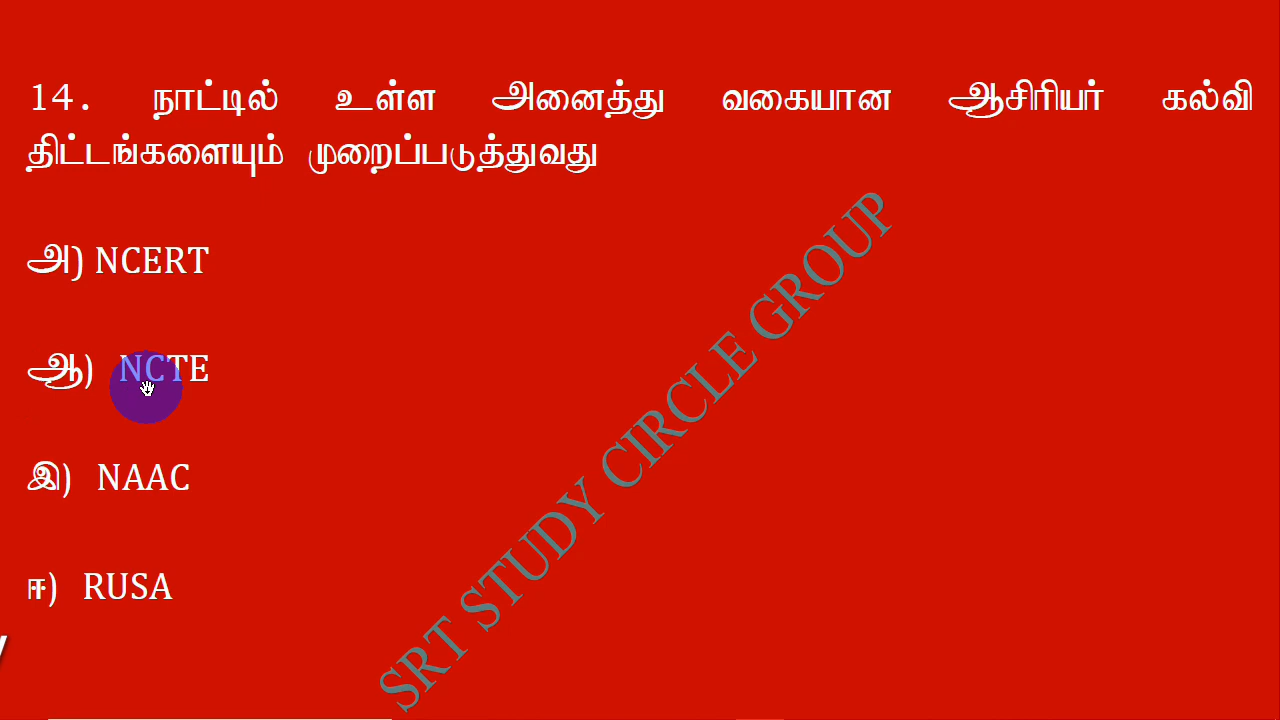 14. நாட்டில் உள்ள அனைத்து வகையான ஆசிரியர் கல்வி
திட்டங்களையும் முறைப்படுத்துவது
அ) NCERT
ஆ) NCTE
இ) NAAC
ஈ) RUSA
SRT STUDY CIRCLE GROUP